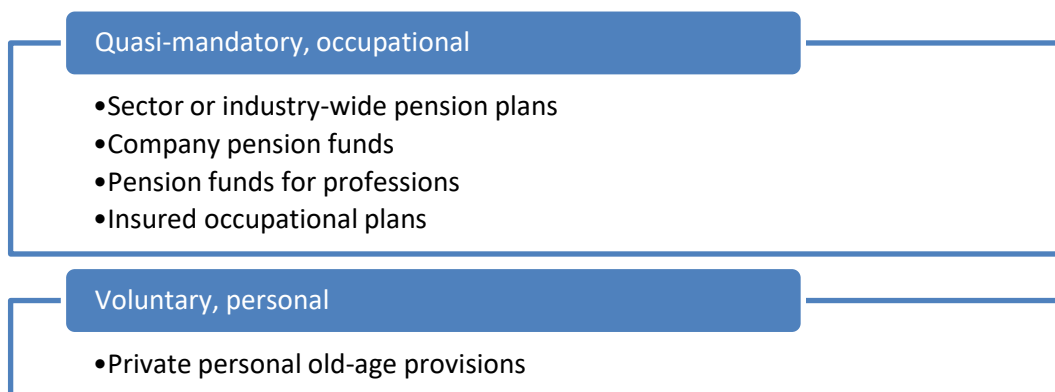 Quasi-mandatory, occupational
•Sector or industry-wide pension plans
•Company pension funds
•Pension funds for professions
•Insured occupational plans
Voluntary, personal
•Private personal old-age provisions